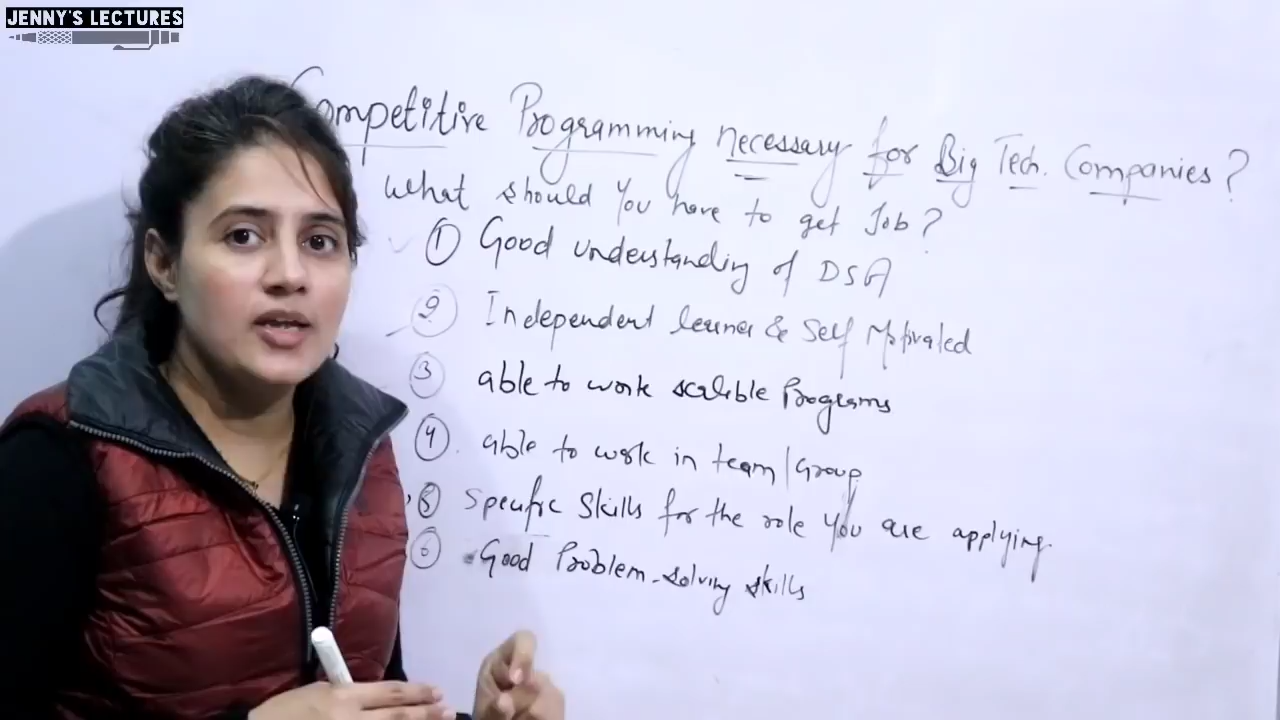 JENNY'S LECTURES
Competitive Programming necessary for Big Tech. Companies?
What should you have to get Job?
① Good understanding of DSA
② Independent learner & Self Motivated
③ able to work scalible Programs
④ able to work in team/Group
⑤ Specific Skills for the role you are applying.
⑥ Good Problem-solving skills